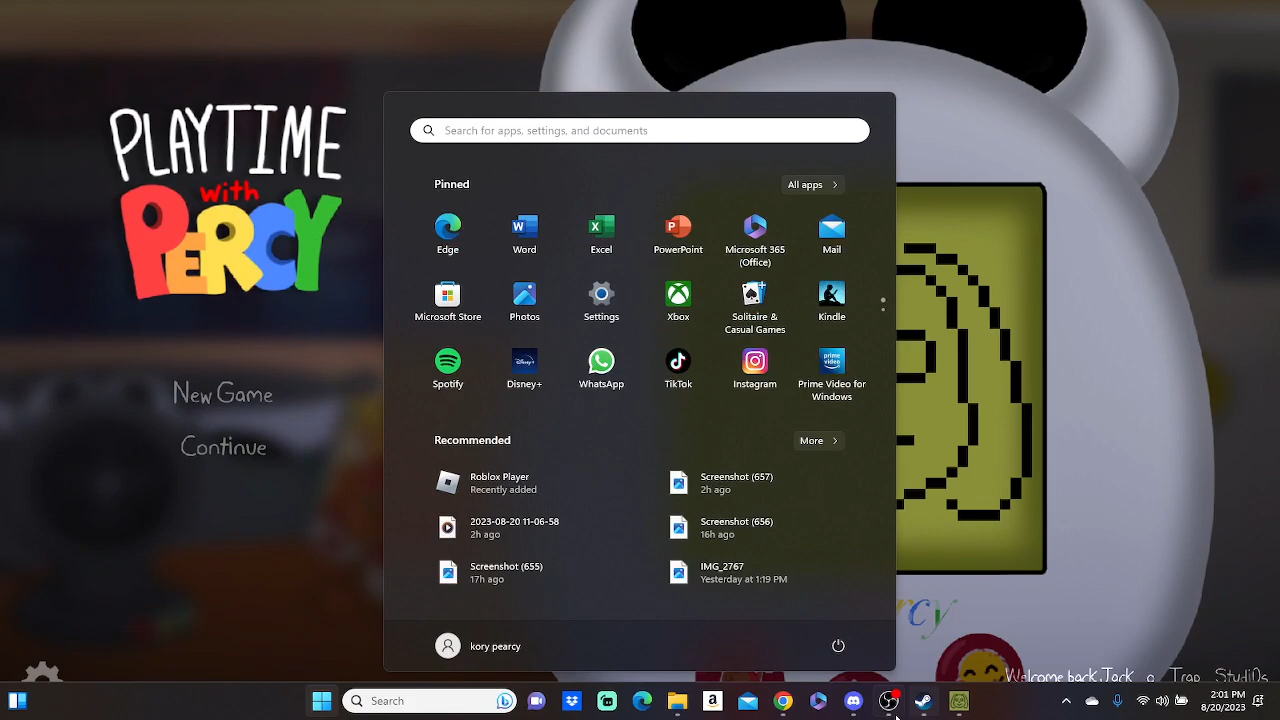 PLAYTIME
with
PERCY
New Game
Continue
Search for apps, settings, and documents
Pinned
All apps
Edge
Word
Excel
PowerPoint
Microsoft 365
(Office)
Mail
Microsoft Store
Photos
Settings
Xbox
Solitaire &
Casual Games
Kindle
Spotify
Disney+
WhatsApp
TikTok
Instagram
Prime Video for
Windows
Recommended
More
Roblox Player
Recently added
Screenshot (657)
2h ago
2023-08-20 11-06-58
2h ago
Screenshot (656)
16h ago
Screenshot (655)
17h ago
IMG_2767
Yesterday at 1:19 PM
kory pearcy
rcy
Welcome back Jack
Search
2:01 PM
8/20/2023